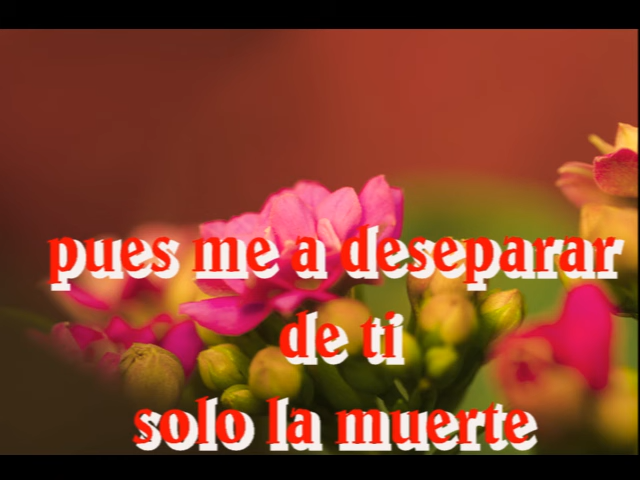 pues me a deseparar
de ti
solo la muerte